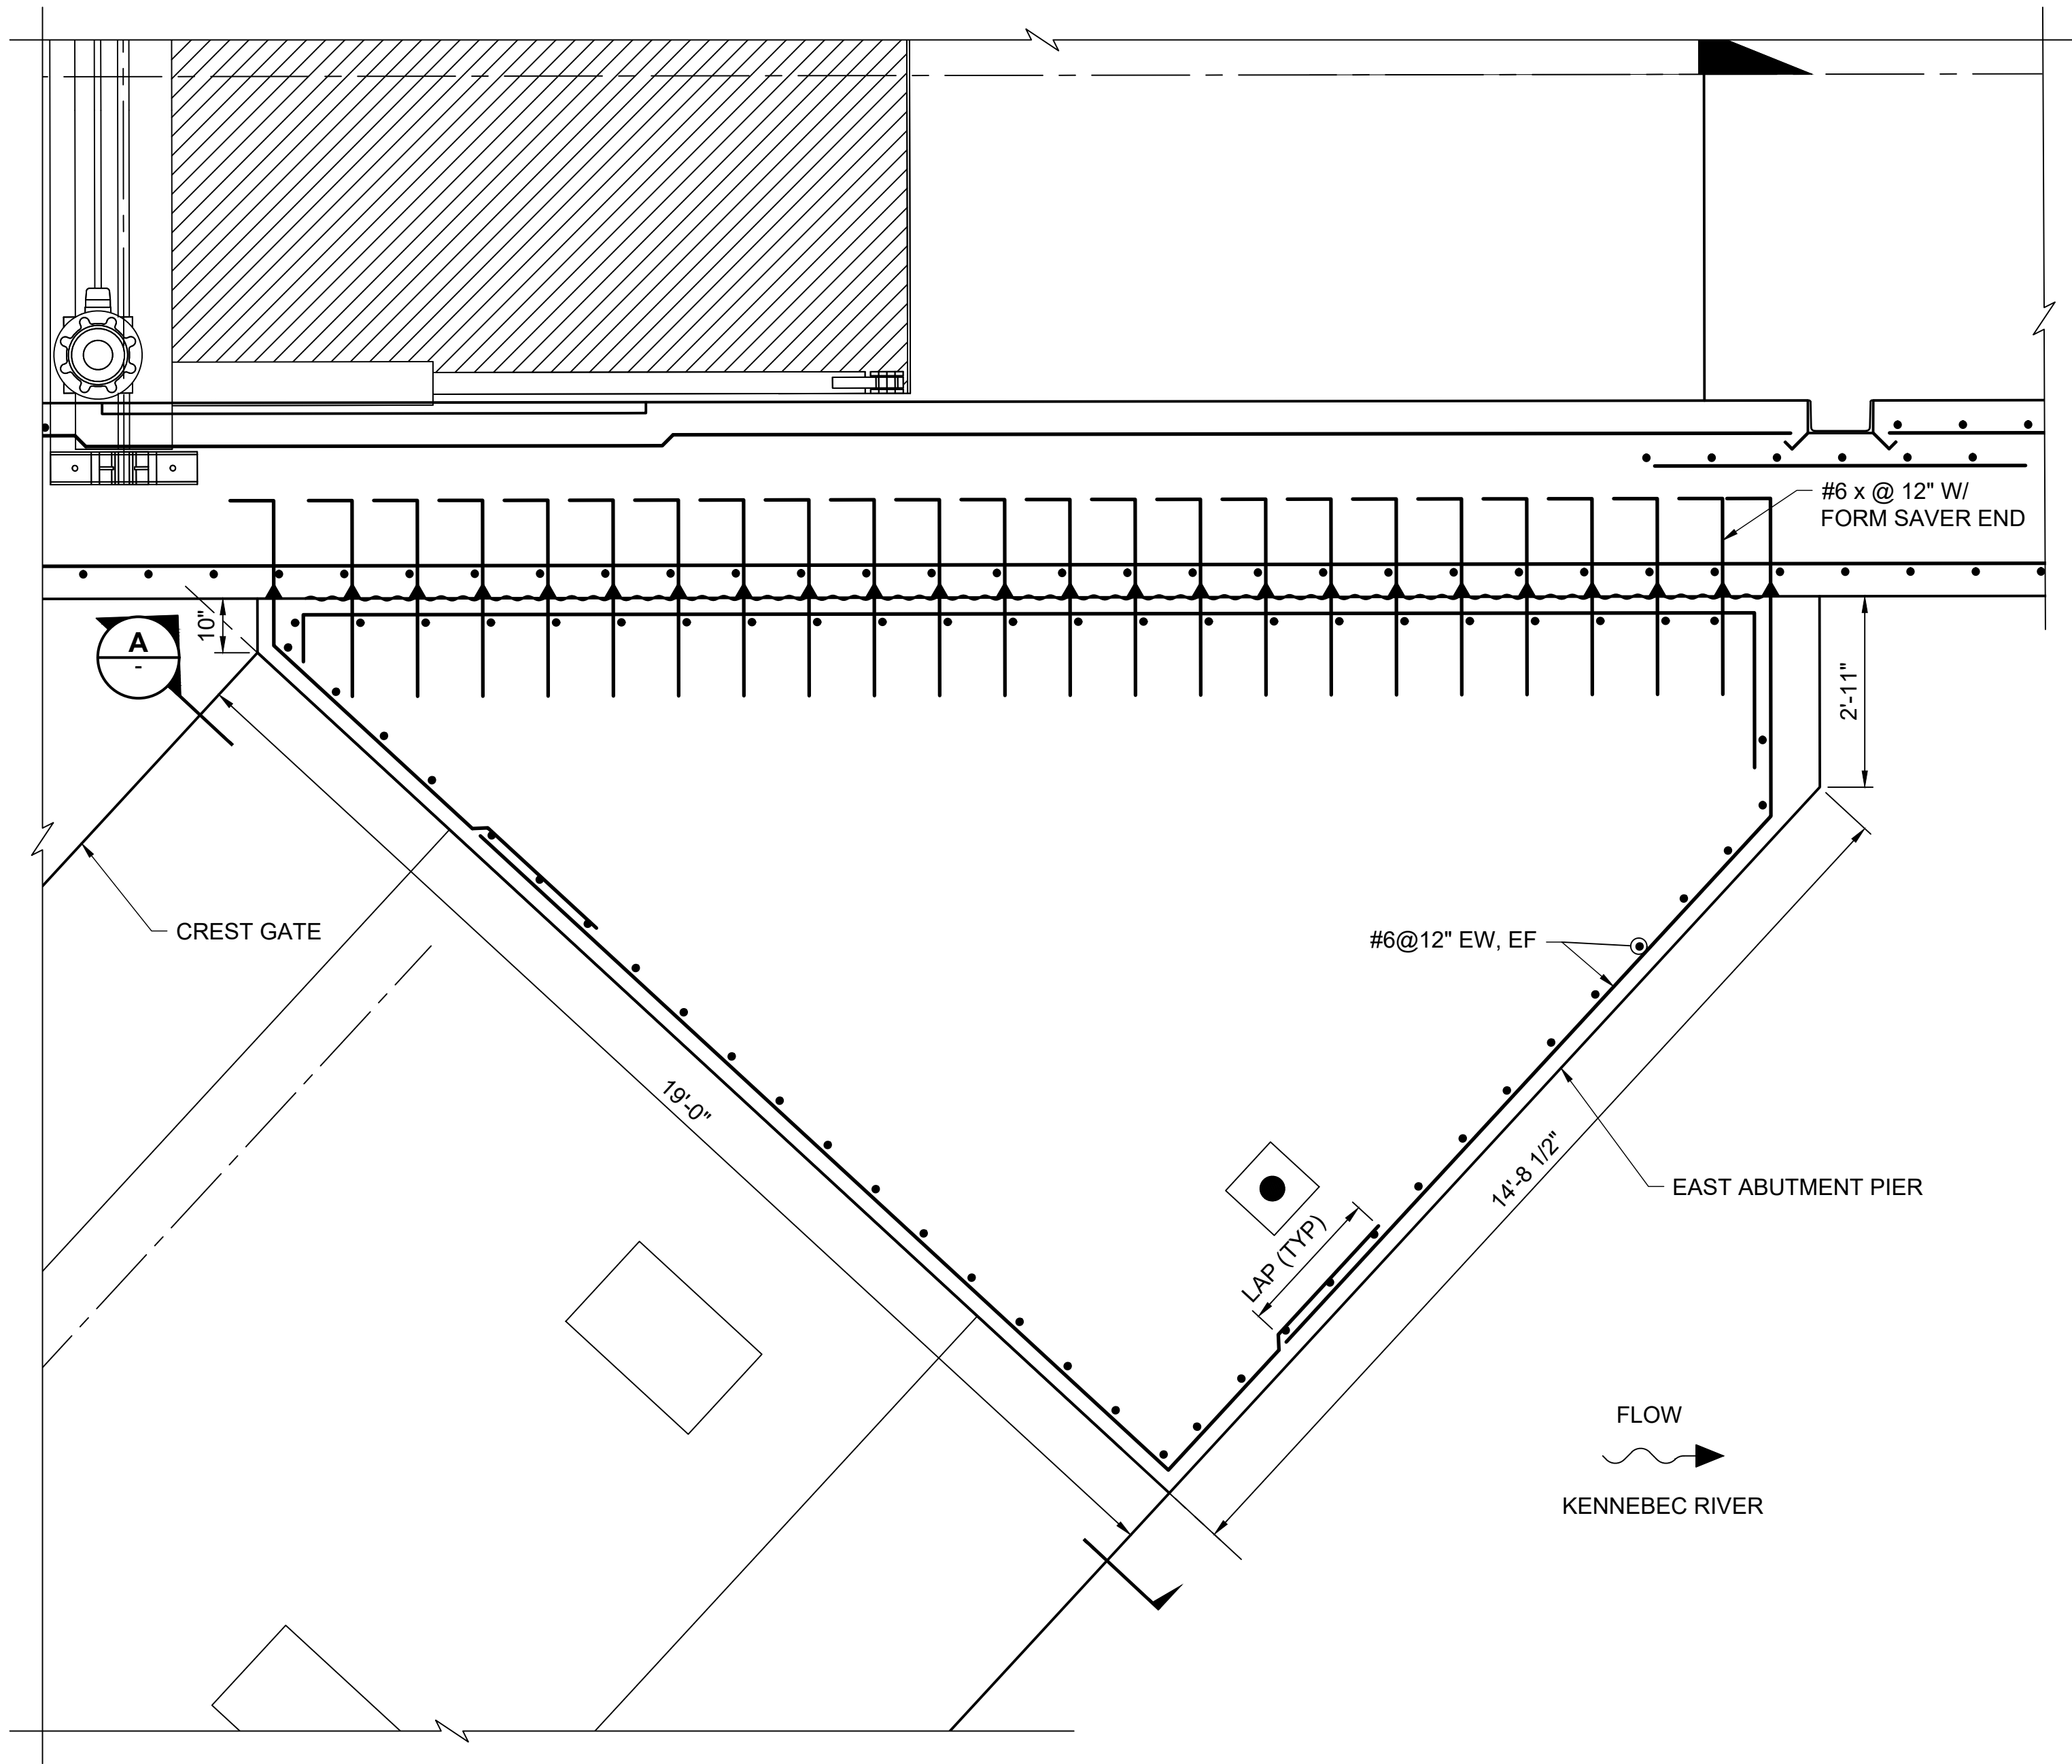 #6 x @ 12" W/
FORM SAVER END
10"
A
-
2'-11"
CREST GATE
#6@12" EW, EF
19'-0"
14'-8 1/2"
EAST ABUTMENT PIER
LAP (TYP)
FLOW
KENNEBEC RIVER